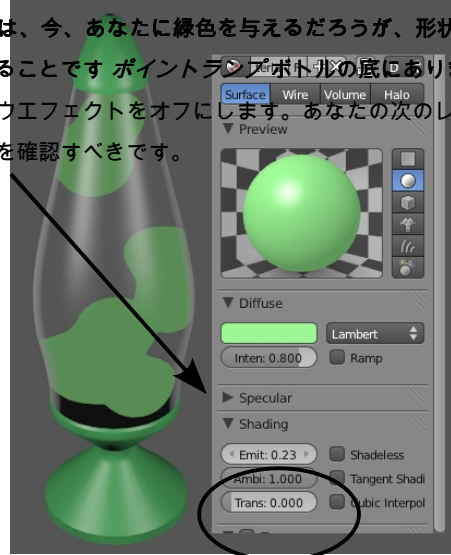 は、今、あなたに緑色を与えるだろうが、形状
ることです ポイントランプボトルの底にあり
ウエフェクトをオフにします。あなたの次のレ
を確認すべきです。
Surface Wire Volume Halo
Preview
Diffuse
Lambert
Inten: 0.800 Ramp
Specular
Shading
Emit: 0.23 Shadeless
Ambi: 1.000 Tangent Shadi
Trans: 0.000 Cubic Interpol